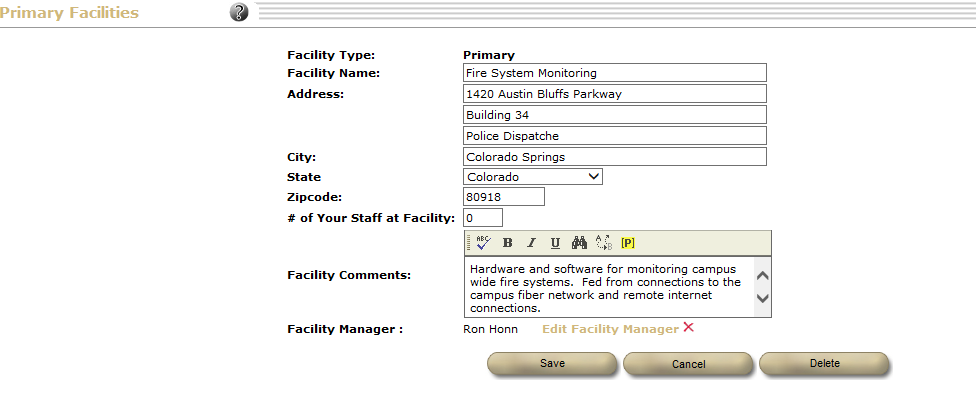 Primary Facilities
?
Facility Type: Primary
Facility Name: Fire System Monitoring
Address: 1420 Austin Bluffs Parkway
Building 34
Police Dispatche
City: Colorado Springs
State Colorado
Zipcode: 80918
# of Your Staff at Facility: 0
ABC B I U A B [P]
Facility Comments:
Hardware and software for monitoring campus
wide fire systems. Fed from connections to the
campus fiber network and remote internet
connections.
Facility Manager : Ron Honn Edit Facility Manager
Save Cancel Delete